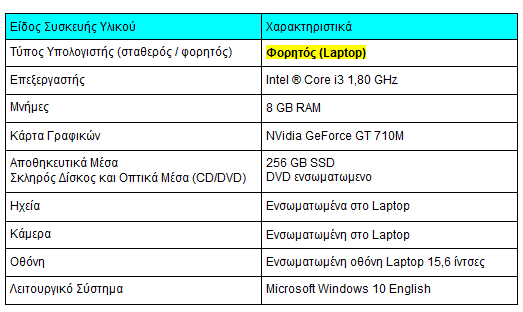 Είδος Συσκευής Υλικού Χαρακτηριστικά
Τύπος Υπολογιστής (σταθερός / φορητός) Φορητός (Laptop)
Επεξεργαστής Intel ® Core i3 1,80 GHz
Μνήμες 8 GB RAM
Κάρτα Γραφικών NVidia GeForce GT 710M
Αποθηκευτικά Μέσα 256 GB SSD
Σκληρός Δίσκος και Οπτικά Μέσα (CD/DVD) DVD ενσωματωμενο
Ηχεία Ενσωματωμένα στο Laptop
Κάμερα Ενσωματωμένη στο Laptop
Οθόνη Ενσωματωμένη οθόνη Laptop 15,6 ίντσες
Λειτουργικό Σύστημα Microsoft Windows 10 English